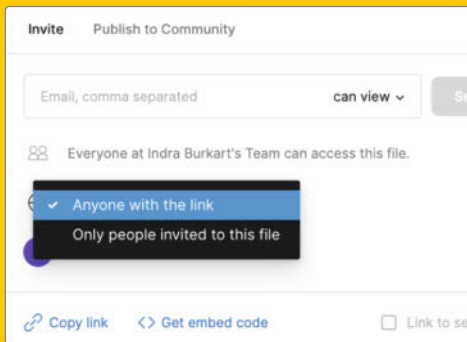 Invite Publish to Community
Email, comma separated can view
Everyone at Indra Burkart's Team can access this file.
Anyone with the link
Only people invited to this file
Copy link <> Get embed code Link to